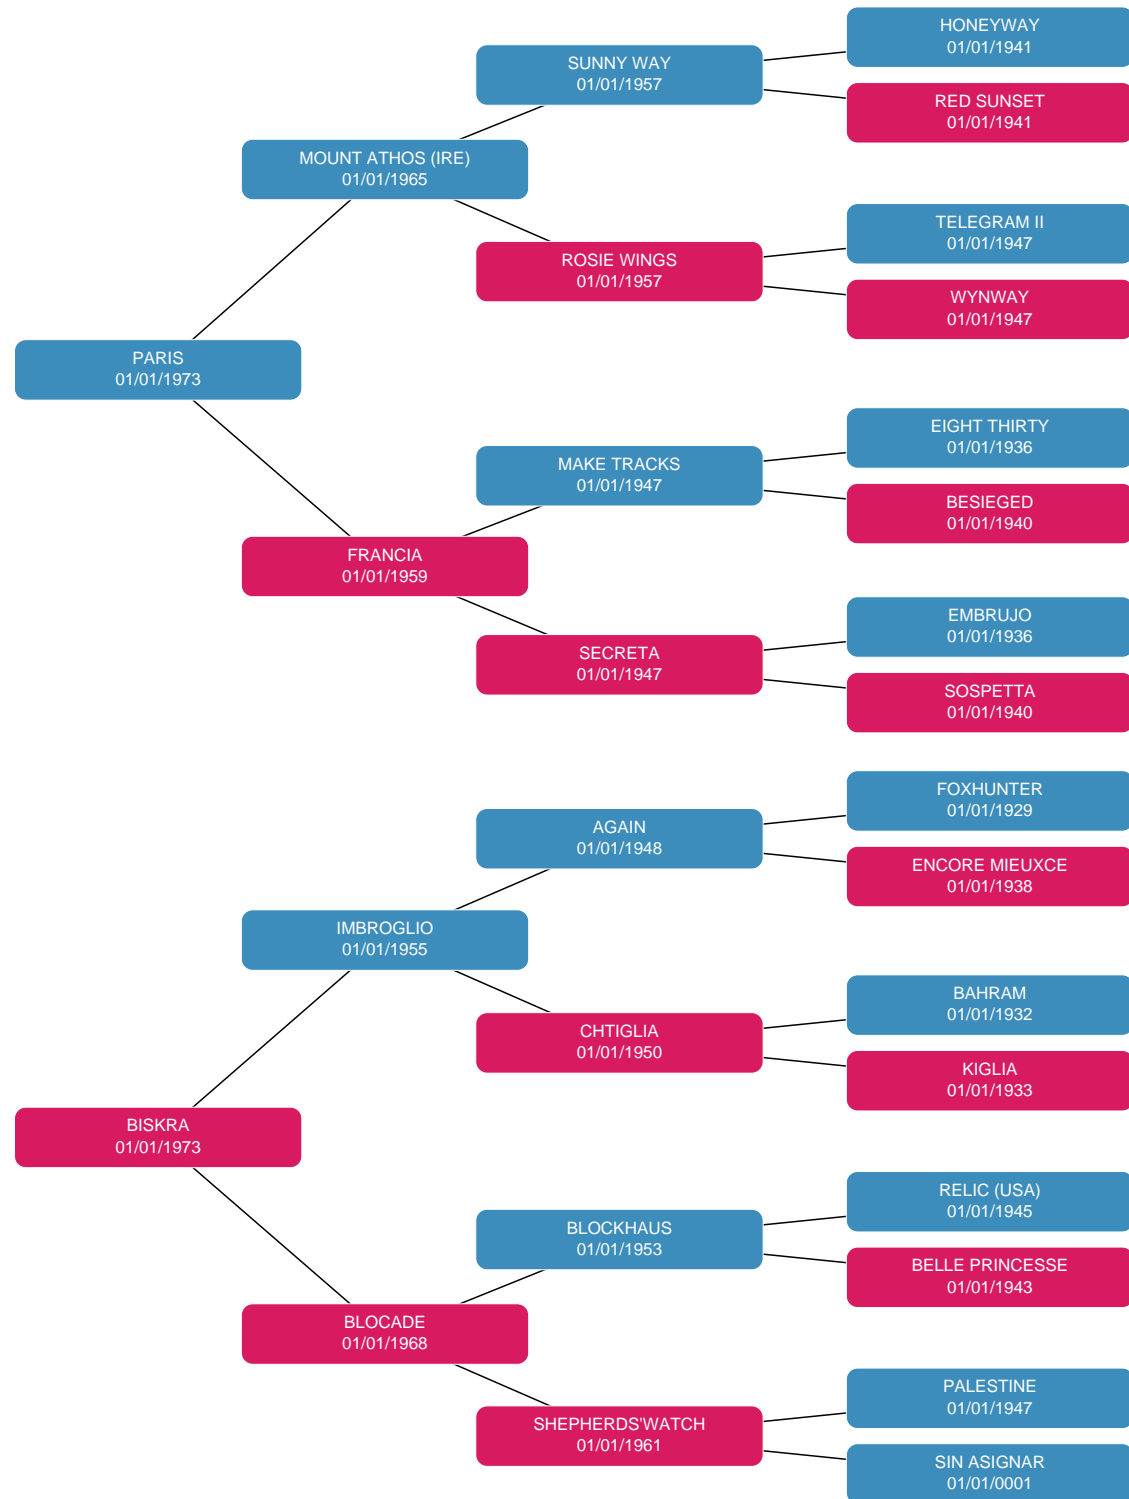 HONEYWAY
01/01/1941
SUNNY WAY
01/01/1957
RED SUNSET
01/01/1941
MOUNT ATHOS (IRE)
01/01/1965
TELEGRAM II
01/01/1947
ROSIE WINGS
01/01/1957
WYNWAY
01/01/1947
PARIS
01/01/1973
EIGHT THIRTY
01/01/1936
MAKE TRACKS
01/01/1947
BESIEGED
01/01/1940
FRANCIA
01/01/1959
EMBRUJO
01/01/1936
SECRETA
01/01/1947
SOSPETTA
01/01/1940
FOXHUNTER
01/01/1929
AGAIN
01/01/1948
ENCORE MIEUXCE
01/01/1938
IMBROGLIO
01/01/1955
BAHRAM
01/01/1932
CHTIGLIA
01/01/1950
KIGLIA
01/01/1933
BISKRA
01/01/1973
RELIC (USA)
01/01/1945
BLOCKHAUS
01/01/1953
BELLE PRINCESSE
01/01/1943
BLOCADE
01/01/1968
PALESTINE
01/01/1947
SHEPHERDS'WATCH
01/01/1961
SIN ASIGNAR
01/01/0001